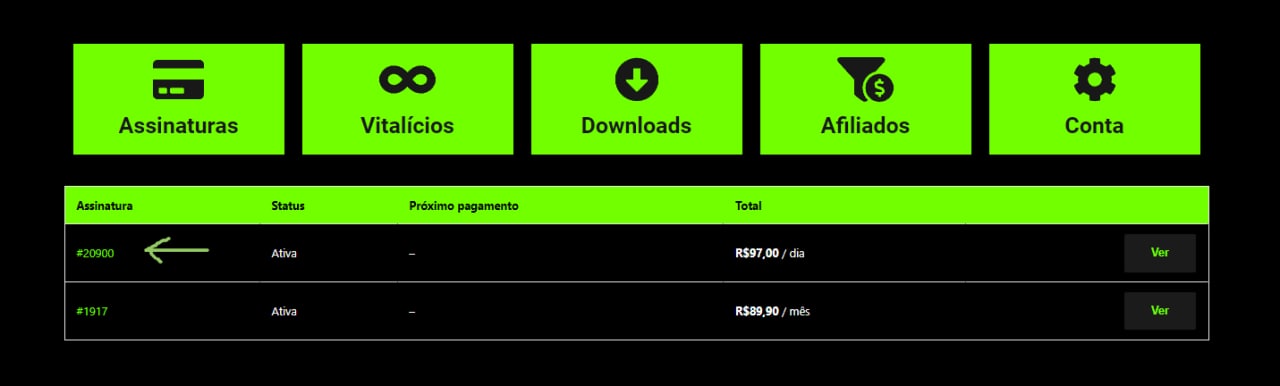 Assinaturas Vitalícios Downloads Afiliados Conta
Assinatura Status Próximo pagamento Total
#20900 Ativa – R$97,00 / dia Ver
#1917 Ativa – R$89,90 / mês Ver